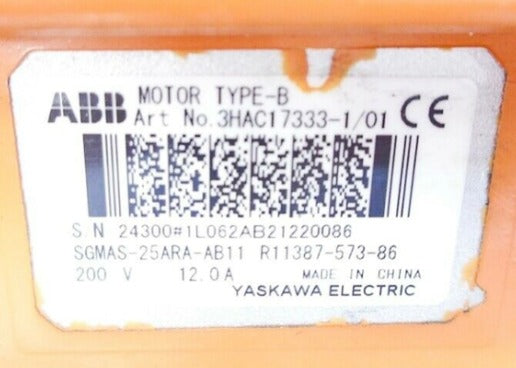 ABB MOTOR TYPE-B
Art No.3HAC17333-1/01 CE
S N 24300#1L062AB21220086
SGMAS-25ARA-AB11 R11387-573-86
200 V 12.0A MADE IN CHINA
YASKAWA ELECTRIC